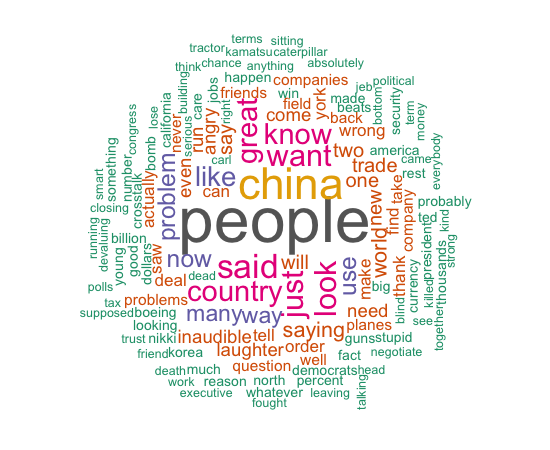 terms sitting
tractor
kamatsucaterpillar
think chance anything absolutely
happen companies
building jobs friends win jeb political
care field york made bottom security
congress lose california serious run angry right say great come back beats term money
never know wrong
smart something number crosstalk bomb actually even problem carl want two america came everybody
like can china one trade rest
closing take probably
running devaluing people new find company ted kind
young billion good saw dollars now said will use world president strong
polls deal dead country just look make thank big currency thousands together
tax problems many way need blind killed
supposed boeing inaudible tell saying planes see
looking guns stupid
trust nikki laughter order well fact negotiate
friend korea question democrats head
death much reason north percent
work whatever leaving talking
executive fought